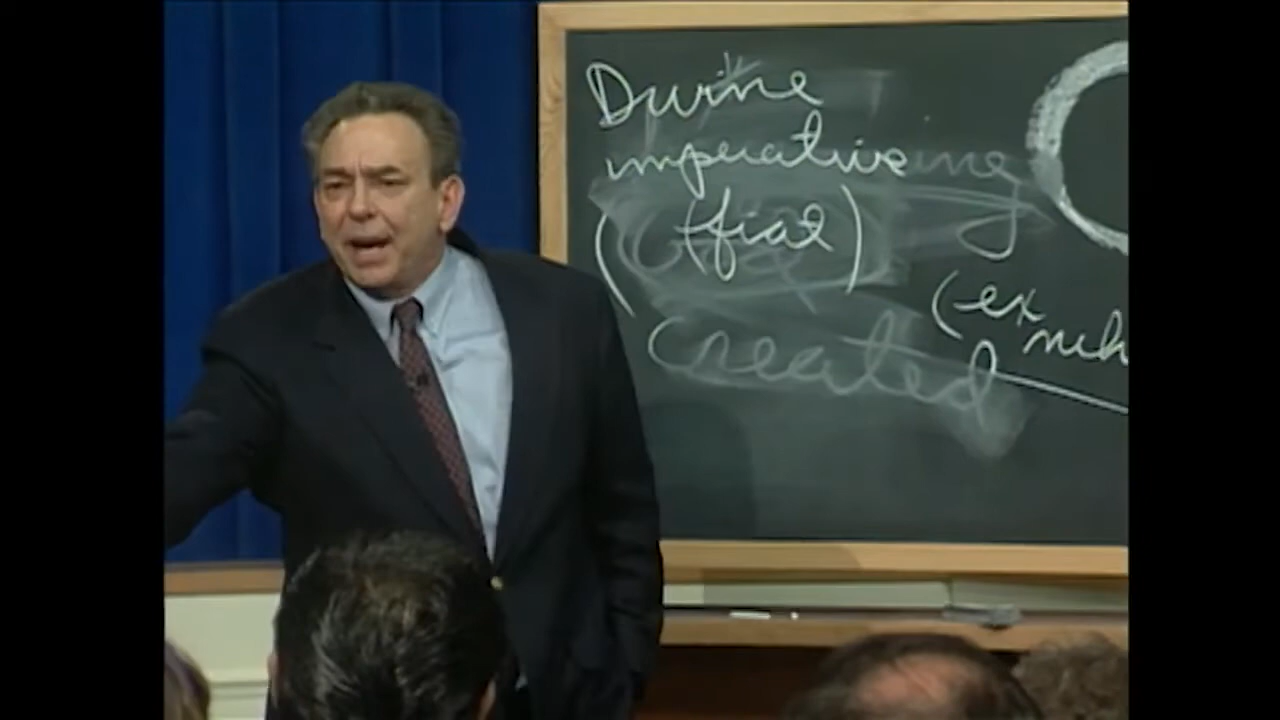 Divine
imperative
(fiat)
(ex
nih
Created